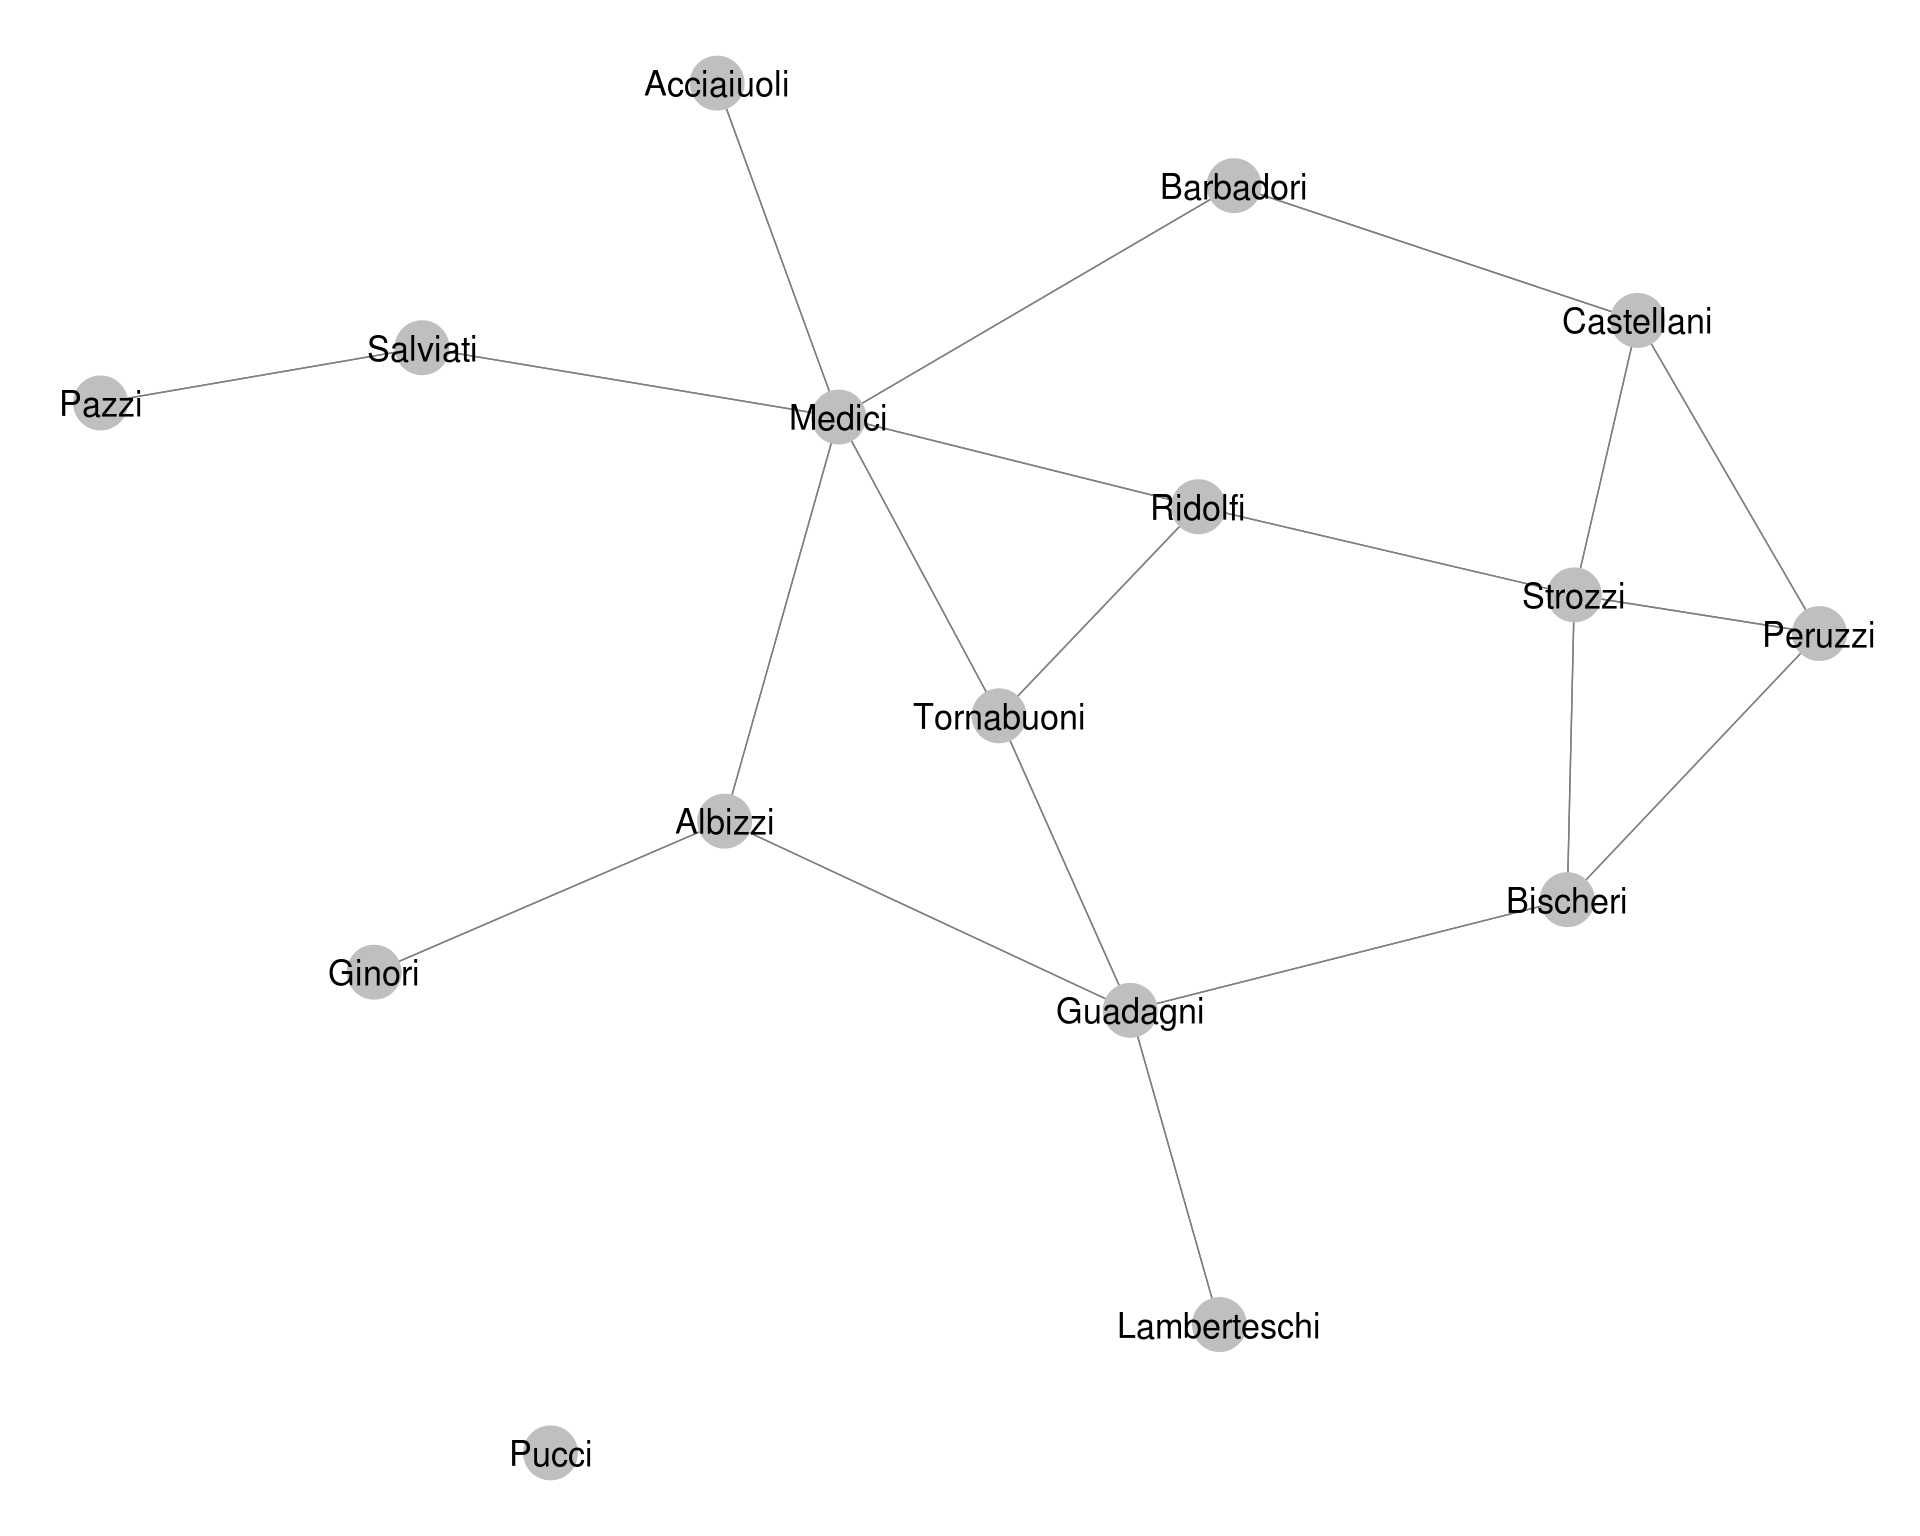 Acciaiuoli
Barbadori
Castellani
Salviati
Pazzi
Medici
Ridolfi
Strozzi
Peruzzi
Tornabuoni
Albizzi
Bischeri
Ginori
Guadagni
Lamberteschi
Pucci